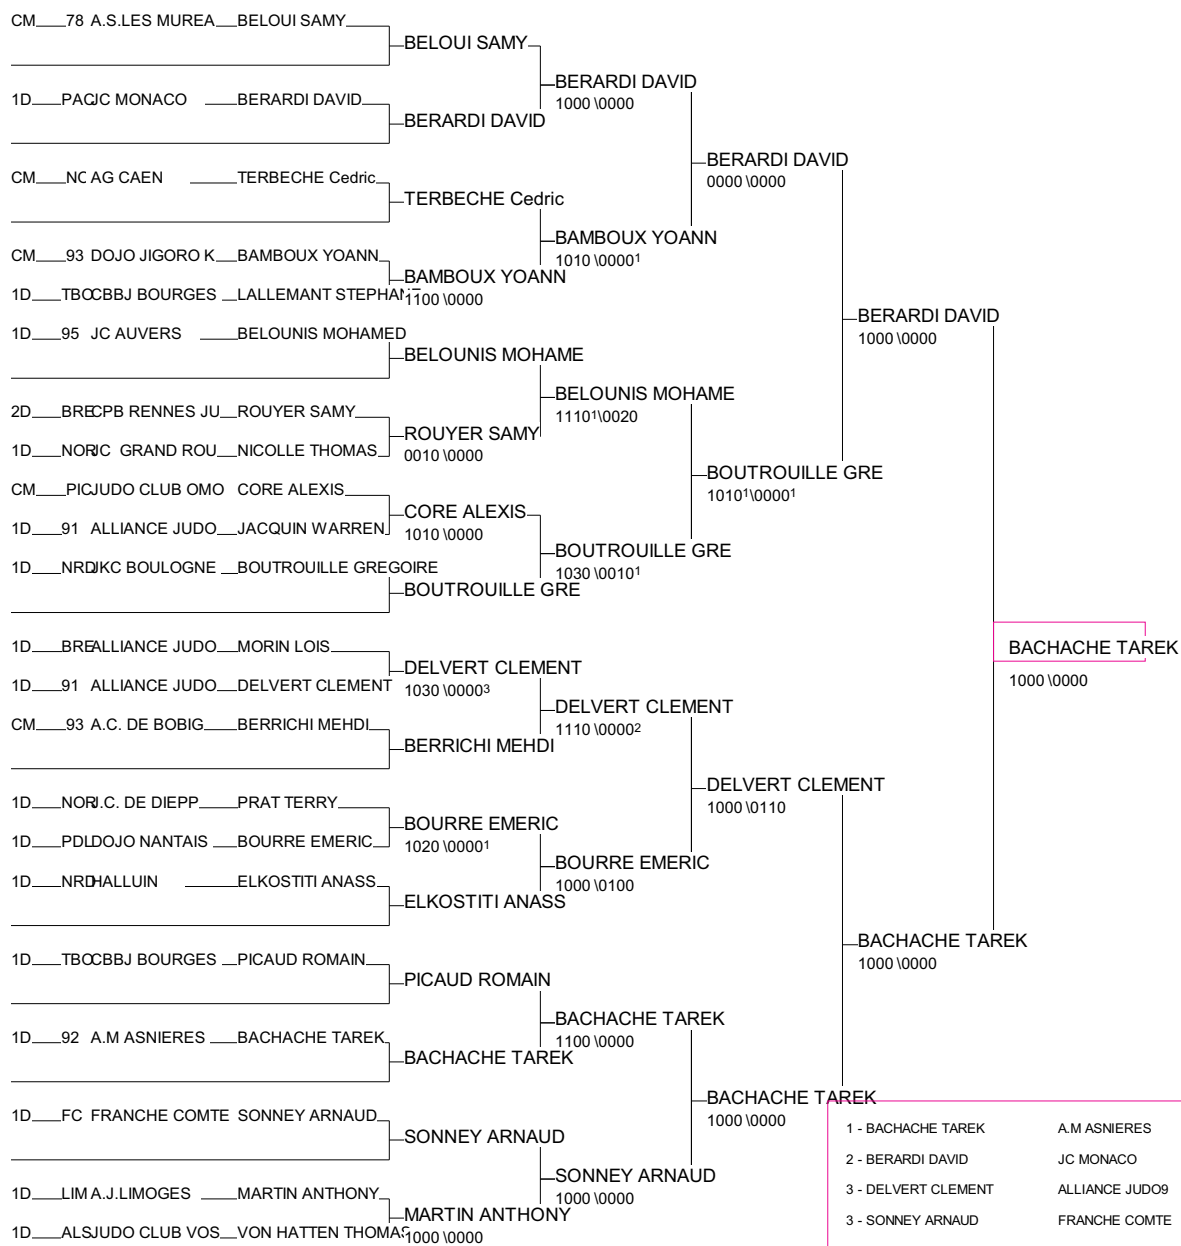 CM 78 A.S.LES MUREA BELOUI SAMY
BELOUI SAMY
BERARDI DAVID
1000 \0000
1D PAC JC MONACO BERARDI DAVID
BERARDI DAVID
BERARDI DAVID
0000 \0000
CM NC AG CAEN TERBECHE Cedric
TERBECHE Cedric
BAMBOUX YOANN
1010 \0000¹
CM 93 DOJO JIGORO K BAMBOUX YOANN
BAMBOUX YOANN
1100 \0000
1D TBO CBBJ BOURGES LALLEMANT STEPHANE
BERARDI DAVID
1000 \0000
1D 95 JC AUVERS BELOUNIS MOHAMED
BELOUNIS MOHAME
BELOUNIS MOHAME
1110¹\0020
2D BRE CPB RENNES JU ROUYER SAMY
ROUYER SAMY
0010 \0000
1D NOR JC GRAND ROU NICOLLE THOMAS
BOUTROUILLE GRE
1010¹\0000¹
CM PIC JUDO CLUB OMO CORE ALEXIS
CORE ALEXIS
1010 \0000
1D 91 ALLIANCE JUDO JACQUIN WARREN
BOUTROUILLE GRE
1030 \0010¹
1D NRD JKC BOULOGNE BOUTROUILLE GREGOIRE
BOUTROUILLE GRE
BACHACHE TAREK
1000 \0000
1D BRE ALLIANCE JUDO MORIN LOIS
DELVERT CLEMENT
1030 \0000³
1D 91 ALLIANCE JUDO DELVERT CLEMENT
DELVERT CLEMENT
1110 \0000²
CM 93 A.C. DE BOBIG BERRICHI MEHDI
BERRICHI MEHDI
DELVERT CLEMENT
1000 \0110
1D NOR J.C. DE DIEPP PRAT TERRY
BOURRE EMERIC
1020 \0000¹
1D PDL DOJO NANTAIS BOURRE EMERIC
BOURRE EMERIC
1000 \0100
1D NRD HALLUIN ELKOSTITI ANASS
ELKOSTITI ANASS
BACHACHE TAREK
1000 \0000
1D TBO CBBJ BOURGES PICAUD ROMAIN
PICAUD ROMAIN
BACHACHE TAREK
1100 \0000
1D 92 A.M ASNIERES BACHACHE TAREK
BACHACHE TAREK
BACHACHE TAREK
1000 \0000
1D FC FRANCHE COMTE SONNEY ARNAUD
SONNEY ARNAUD
SONNEY ARNAUD
1000 \0000
1D LIM A.J.LIMOGES MARTIN ANTHONY
MARTIN ANTHONY
1000 \0000
1D ALS JUDO CLUB VOS VON HATTEN THOMAS
1 - BACHACHE TAREK A.M ASNIERES
2 - BERARDI DAVID JC MONACO
3 - DELVERT CLEMENT ALLIANCE JUDO9
3 - SONNEY ARNAUD FRANCHE COMTE